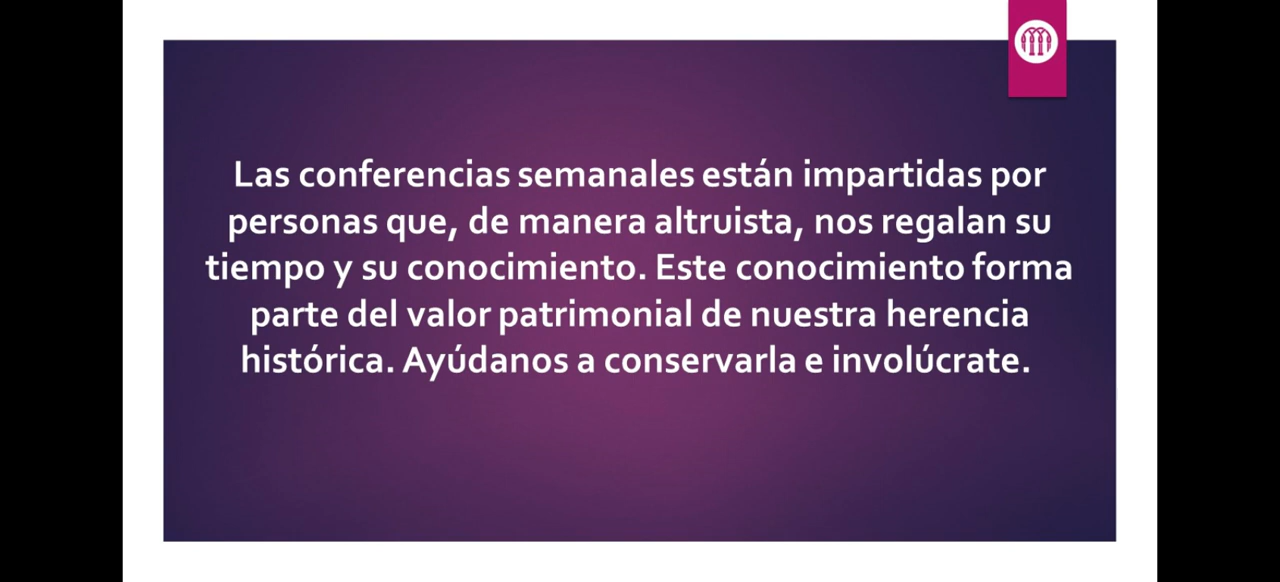 Las conferencias semanales están impartidas por
personas que, de manera altruista, nos regalan su
tiempo y su conocimiento. Este conocimiento forma
parte del valor patrimonial de nuestra herencia
histórica. Ayúdanos a conservarla e involúcrate.